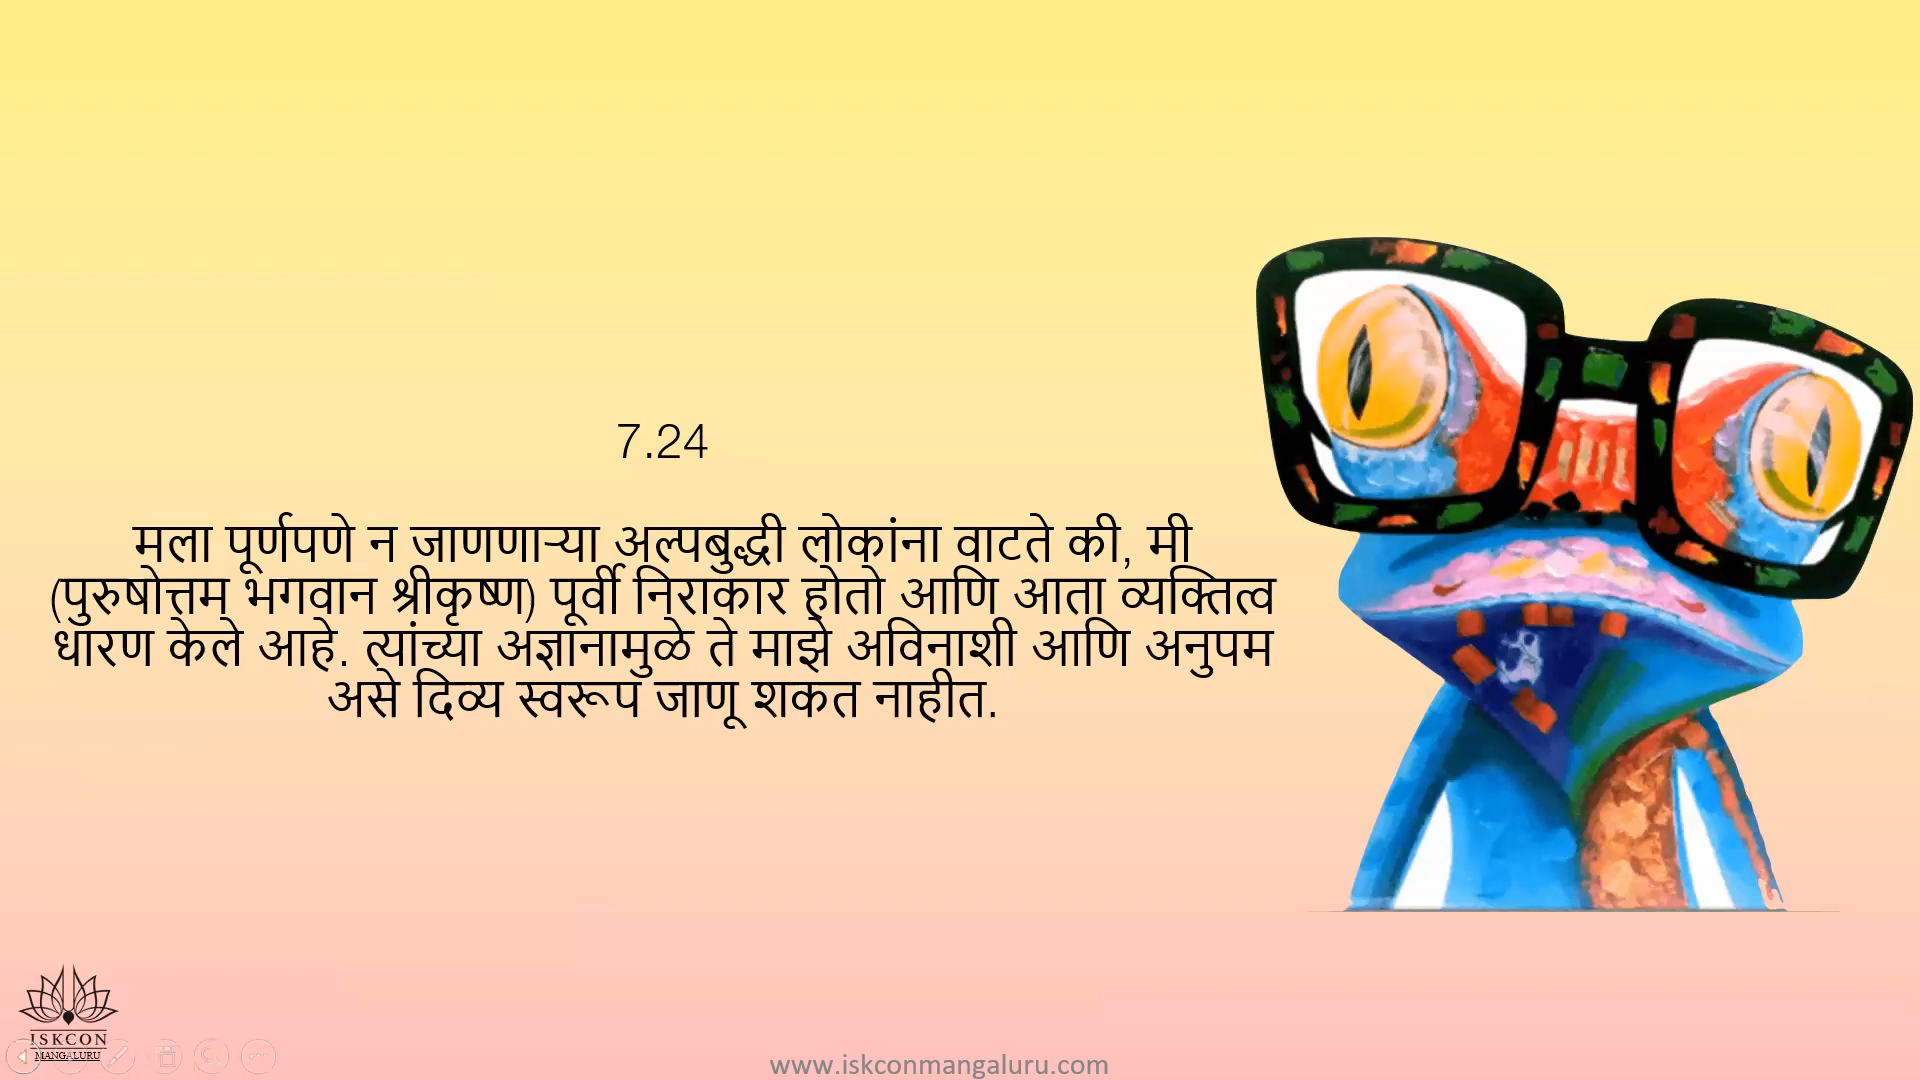 7.24
मला पूर्णपणे न जाणणाऱ्या अल्पबुद्धी लोकांना वाटते की, मी
(पुरुषोत्तम भगवान श्रीकृष्ण) पूर्वी निराकार होतो आणि आता व्यक्तित्व
धारण केले आहे. त्यांच्या अज्ञानामुळे ते माझे अविनाशी आणि अनुपम
असे दिव्य स्वरूप जाणू शकत नाहीत.
ISKCON
MANGALURU
www.iskconmangaluru.com